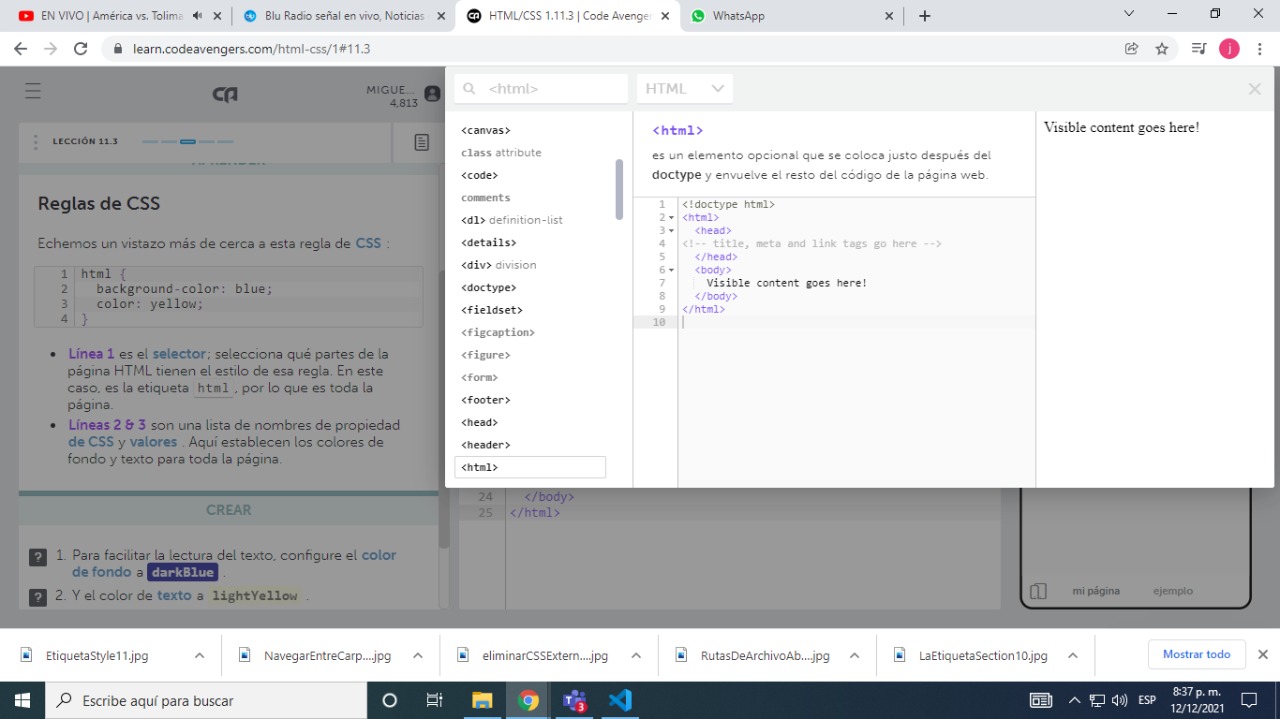 EN VIVO | América vs. Tolima
Blu Radio señal en vivo, Noticias
HTML/CSS 1.11.3 | Code Avenge
WhatsApp
learn.codeavengers.com/html-css/1#11.3
j
MIGUE...
4,813
<html>
HTML
LECCIÓN 11.3
Reglas de CSS
Echemos un vistazo más de cerca a esta regla de CSS :
1 html {
2 background-color: blue;
3 color: yellow;
4 }
• Línea 1 es el selector; selecciona qué partes de la
página HTML tienen el estilo de esa regla. En este
caso, es la etiqueta html , por lo que es toda la
página.
• Líneas 2 & 3 son una lista de nombres de propiedad
de CSS y valores . Aquí establecen los colores de
fondo y texto para toda la página.
CREAR
? 1. Para facilitar la lectura del texto, configure el color
de fondo a darkBlue .
? 2. Y el color de texto a lightYellow .
<canvas>
class attribute
<code>
comments
<dl> definition-list
<details>
<div> division
<doctype>
<fieldset>
<figcaption>
<figure>
<form>
<footer>
<head>
<header>
<html>
<html>
es un elemento opcional que se coloca justo después del
doctype y envuelve el resto del código de la página web.
1 <!doctype html>
2 <html>
3 <head>
4 <!-- title, meta and link tags go here -->
5 </head>
6 <body>
7 Visible content goes here!
8 </body>
9 </html>
10
Visible content goes here!
24 </body>
25 </html>
mi página
ejemplo
EtiquetaStyle11.jpg
NavegarEntreCarp....jpg
eliminarCSSExtern....jpg
RutasDeArchivoAb....jpg
LaEtiquetaSection10.jpg
Mostrar todo
Escribe aquí para buscar
3
ESP
8:37 p. m.
12/12/2021